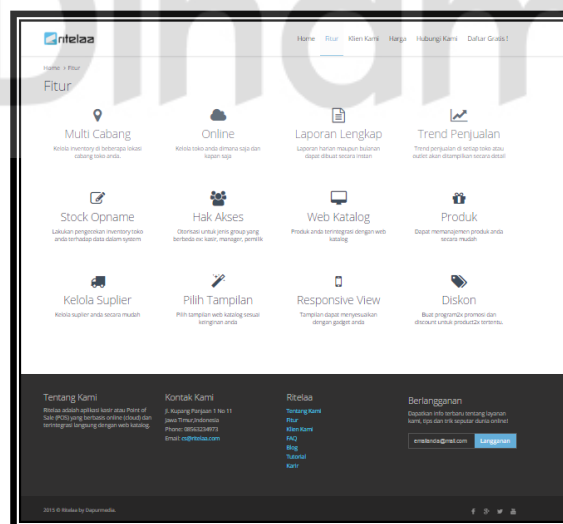 Dinam
ritelaa
Home Fitur Klien Kami Harga Hubungi Kami Daftar Gratis !
Home > Fitur
Fitur
Multi Cabang
Kelola inventory di beberapa lokasi
cabang toko anda.
Online
Kelola toko anda dimana saja dan
kapan saja
Laporan Lengkap
Laporan harian maupun bulanan
dapat dibuat secara instan
Trend Penjualan
Trend penjualan di setiap toko atau
outlet akan ditampilkan secara detail
Stock Opname
Lakukan pengecekan inventory toko
anda terhadap data dalam system
Hak Akses
Otorisasi untuk jenis group yang
berbeda ex: kasir, manager, pemilik
Web Katalog
Produk anda terintegrasi dengan web
katalog
Produk
Dapat memanajemen produk anda
secara mudah
Kelola Suplier
Kelola suplier anda secara mudah
Pilih Tampilan
Pilih tampilan web katalog sesuai
keinginan anda
Responsive View
Tampilan dapat menyesuaikan
dengan gadget anda
Diskon
Buat program2x promosi dan
discount untuk product2x tertentu.
Tentang Kami
Ritelaa adalah aplikasi kasir atau Point of
Sale (POS) yang berbasis online (cloud) dan
terintegrasi langsung dengan web katalog.
Kontak Kami
Jl. Kupang Panjaan 1 No 11
Jawa Timur,Indonesia
Phone: 08563234973
Email: cs@ritelaa.com
Ritelaa
Tentang Kami
Fitur
Klien Kami
FAQ
Blog
Tutorial
Karir
Berlangganan
Dapatkan info terbaru tentang layanan
kami, tips dan trik seputar dunia online!
emailanda@mail.com Langganan
2015 © Ritelaa by Dapurmedia.